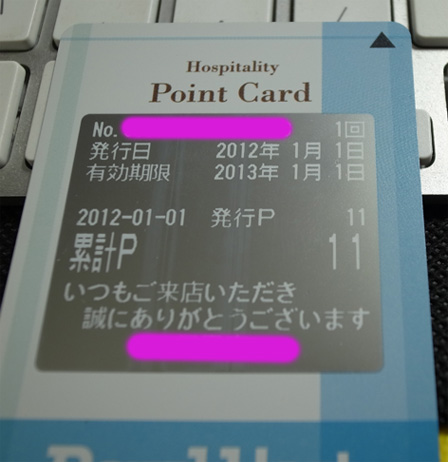 Hospitality
Point Card
No. 1回
発行日 2012年 1月 1日
有効期限 2013年 1月 1日
2012-01-01 発行P 11
累計P 11
いつもご来店いただき
誠にありがとうございます